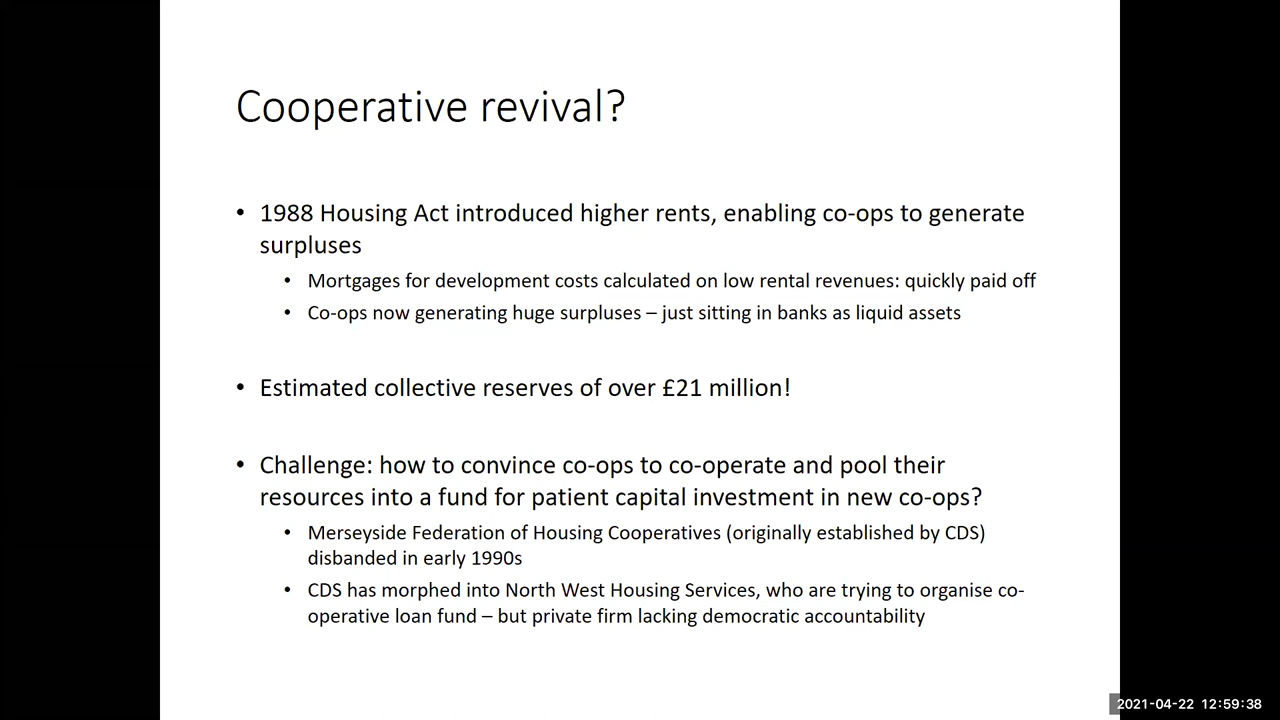 Cooperative revival?
• 1988 Housing Act introduced higher rents, enabling co-ops to generate
surpluses
• Mortgages for development costs calculated on low rental revenues: quickly paid off
• Co-ops now generating huge surpluses – just sitting in banks as liquid assets
• Estimated collective reserves of over £21 million!
• Challenge: how to convince co-ops to co-operate and pool their
resources into a fund for patient capital investment in new co-ops?
• Merseyside Federation of Housing Cooperatives (originally established by CDS)
disbanded in early 1990s
• CDS has morphed into North West Housing Services, who are trying to organise co-
operative loan fund – but private firm lacking democratic accountability
2021-04-22 12:59:38